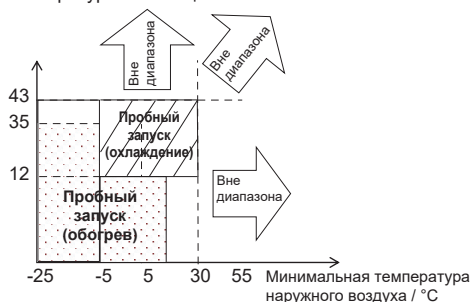 Вне
диапазона
Вне
диапазона
43
35
12
Пробный
запуск
(охлаждение)
Вне
диапазона
Пробный
запуск
(обогрев)
-25 -5 5 30 55 Минимальная температура
наружного воздуха / °C